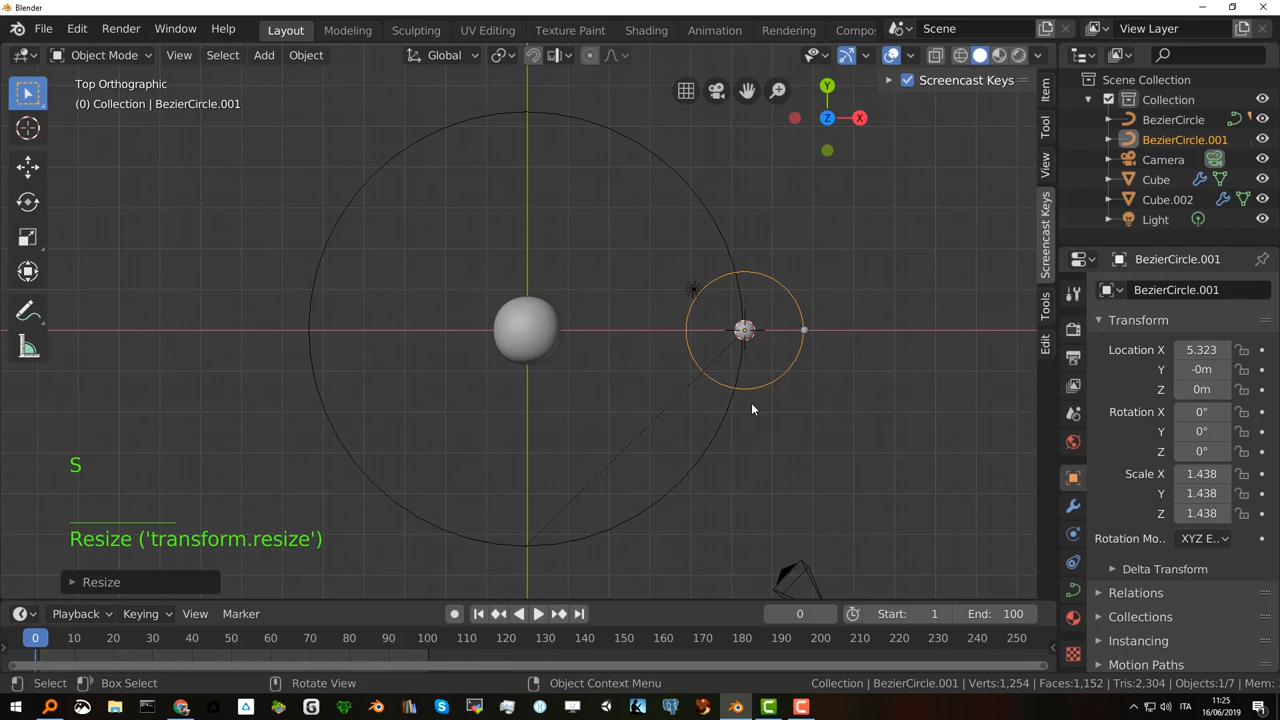 Blender
File Edit Render Window Help
Layout Modeling Sculpting UV Editing Texture Paint Shading Animation Rendering Compos
Scene
View Layer
Object Mode View Select Add Object
Global
Top Orthographic
(0) Collection | BezierCircle.001
Screencast Keys
Y
Z
X
Item
Tool
View
Screencast Keys
Tools
Edit
Scene Collection
Collection
BezierCircle
BezierCircle.001
Camera
Cube
Cube.002
Light
BezierCircle.001
BezierCircle.001
Transform
Location X 5.323
Y -0m
Z 0m
Rotation X 0°
Y 0°
Z 0°
Scale X 1.438
Y 1.438
Z 1.438
Rotation Mo.. XYZ E..
Delta Transform
Relations
Collections
Instancing
Motion Paths
S
Resize ('transform.resize')
Resize
Playback Keying View Marker
0 Start: 1 End: 100
0 10 20 30 40 50 60 70 80 90 100 110 120 130 140 150 160 170 180 190 200 210 220 230 240 250
Select Box Select Rotate View Object Context Menu
Collection | BezierCircle.001 | Verts:1,254 | Faces:1,152 | Tris:2,304 | Objects:1/7
ITA
11:25
16/06/2019